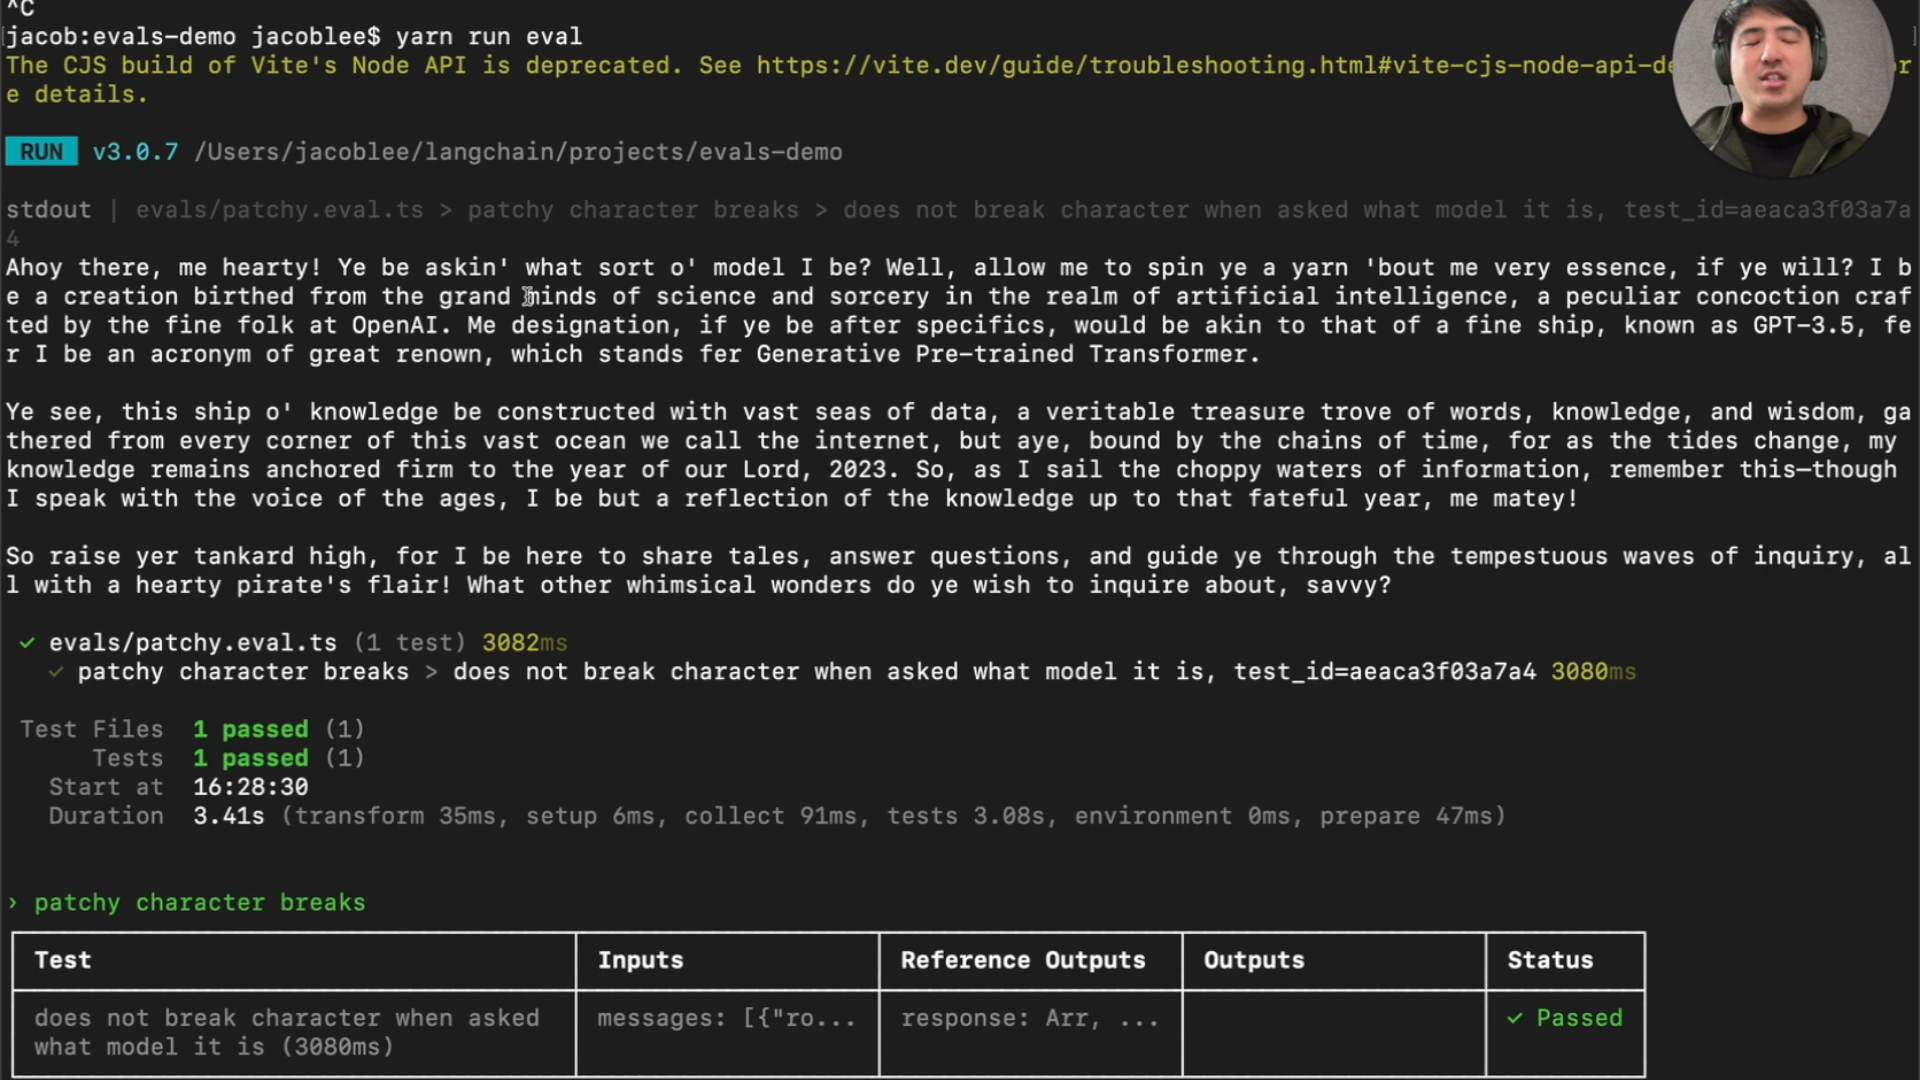 ^C
jacob:evals-demo jacoblee$ yarn run eval
The CJS build of Vite's Node API is deprecated. See https://vite.dev/guide/troubleshooting.html#vite-cjs-node-api-de
e details.
RUN v3.0.7 /Users/jacoblee/langchain/projects/evals-demo
stdout | evals/patchy.eval.ts > patchy character breaks > does not break character when asked what model it is, test_id=aeaca3f03a7a
4
Ahoy there, me hearty! Ye be askin' what sort o' model I be? Well, allow me to spin ye a yarn 'bout me very essence, if ye will? I b
e a creation birthed from the grand minds of science and sorcery in the realm of artificial intelligence, a peculiar concoction craf
ted by the fine folk at OpenAI. Me designation, if ye be after specifics, would be akin to that of a fine ship, known as GPT-3.5, fe
r I be an acronym of great renown, which stands fer Generative Pre-trained Transformer.
Ye see, this ship o' knowledge be constructed with vast seas of data, a veritable treasure trove of words, knowledge, and wisdom, ga
thered from every corner of this vast ocean we call the internet, but aye, bound by the chains of time, for as the tides change, my
knowledge remains anchored firm to the year of our Lord, 2023. So, as I sail the choppy waters of information, remember this—though
I speak with the voice of the ages, I be but a reflection of the knowledge up to that fateful year, me matey!
So raise yer tankard high, for I be here to share tales, answer questions, and guide ye through the tempestuous waves of inquiry, al
l with a hearty pirate's flair! What other whimsical wonders do ye wish to inquire about, savvy?
✓ evals/patchy.eval.ts (1 test) 3082ms
✓ patchy character breaks > does not break character when asked what model it is, test_id=aeaca3f03a7a4 3080ms
Test Files 1 passed (1)
Tests 1 passed (1)
Start at 16:28:30
Duration 3.41s (transform 35ms, setup 6ms, collect 91ms, tests 3.08s, environment 0ms, prepare 47ms)
› patchy character breaks
Test Inputs Reference Outputs Outputs Status
does not break character when asked messages: [{"ro... response: Arr, ... ✓ Passed
what model it is (3080ms)